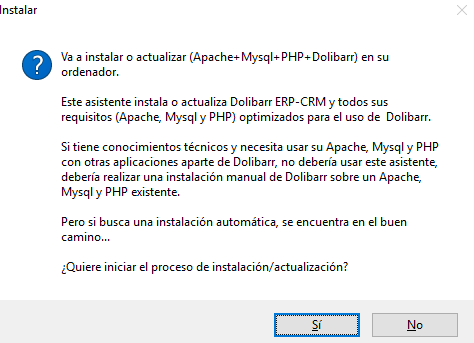 Instalar
Va a instalar o actualizar (Apache+Mysql+PHP+Dolibarr) en su
ordenador.
Este asistente instala o actualiza Dolibarr ERP-CRM y todos sus
requisitos (Apache, Mysql y PHP) optimizados para el uso de  Dolibarr.
Si tiene conocimientos técnicos y necesita usar su Apache, Mysql y PHP
con otras aplicaciones aparte de Dolibarr, no debería usar este asistente,
debería realizar una instalación manual de Dolibarr sobre un Apache,
Mysql y PHP existente.
Pero si busca una instalación automática, se encuentra en el buen
camino...
¿Quiere iniciar el proceso de instalación/actualización?
Sí
No